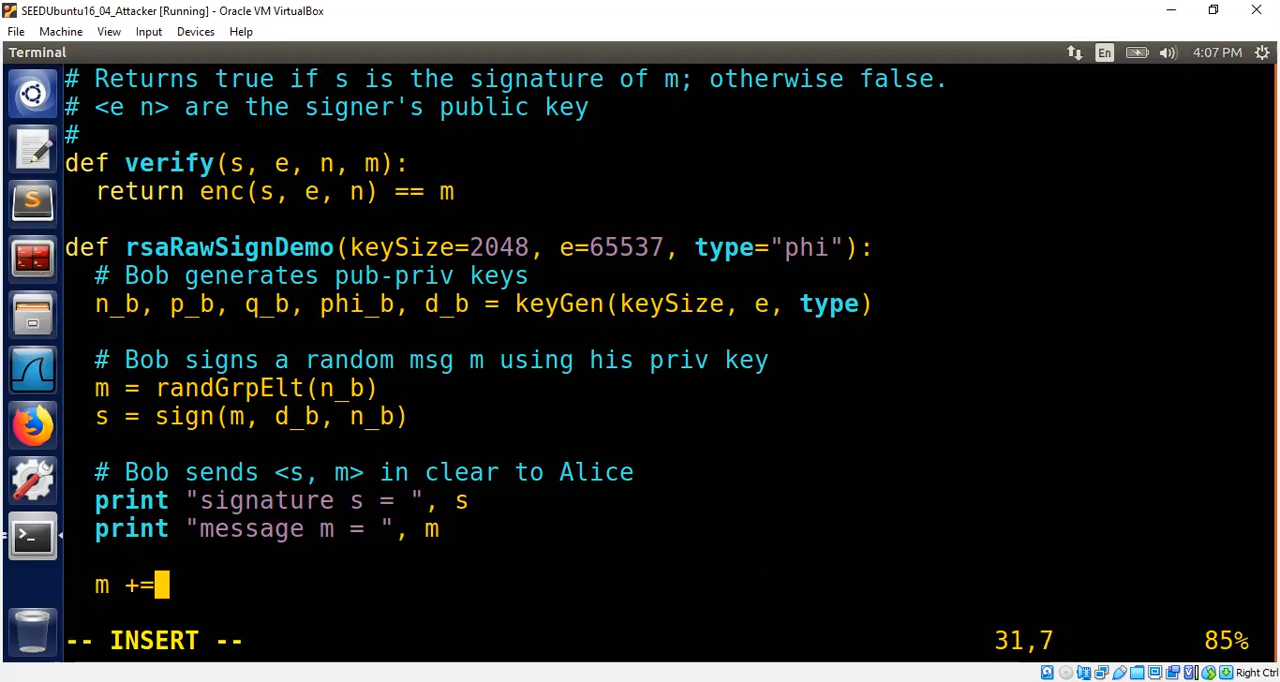 SEEDUbuntu16_04_Attacker [Running] - Oracle VM VirtualBox
File Machine View Input Devices Help
Terminal En 4:07 PM
# Returns true if s is the signature of m; otherwise false.
# <e n> are the signer's public key
#
def verify(s, e, n, m):
  return enc(s, e, n) == m
def rsaRawSignDemo(keySize=2048, e=65537, type="phi"):
  # Bob generates pub-priv keys
  n_b, p_b, q_b, phi_b, d_b = keyGen(keySize, e, type)
  # Bob signs a random msg m using his priv key
  m = randGrpElt(n_b)
  s = sign(m, d_b, n_b)
  # Bob sends <s, m> in clear to Alice
  print "signature s = ", s
  print "message m = ", m
  m +=
-- INSERT -- 31,7 85%
Right Ctrl